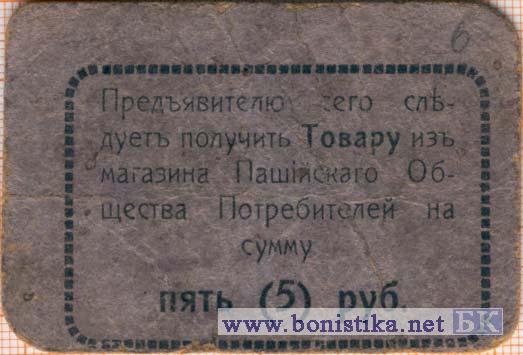 6
Предъявителю сего слѣ-
дуетъ получить Товару изъ
магазина Пашійскаго Об-
щества Потребителей на
сумму
пять (5) руб.
www.bonistika.net БК